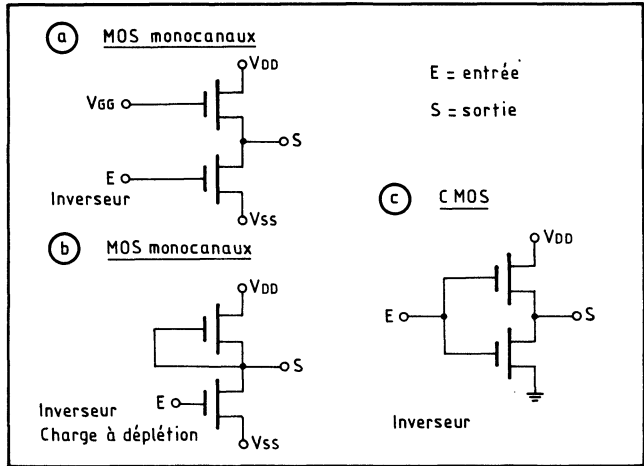 a MOS monocanaux
VDD
VGG
S
E
Inverseur
VSS
E = entrée
S = sortie
b MOS monocanaux
VDD
S
E
Inverseur
Charge à déplétion
VSS
c CMOS
VDD
E
S
Inverseur